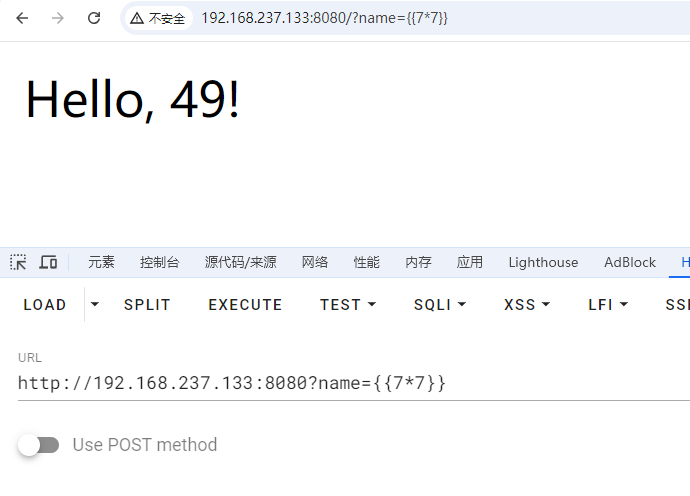 不安全 192.168.237.133:8080/?name={{7*7}}
Hello, 49!
元素 控制台 源代码/来源 网络 性能 内存 应用 Lighthouse AdBlock H
LOAD SPLIT EXECUTE TEST SQLI XSS LFI SS
URL
http://192.168.237.133:8080?name={{7*7}}
Use POST method